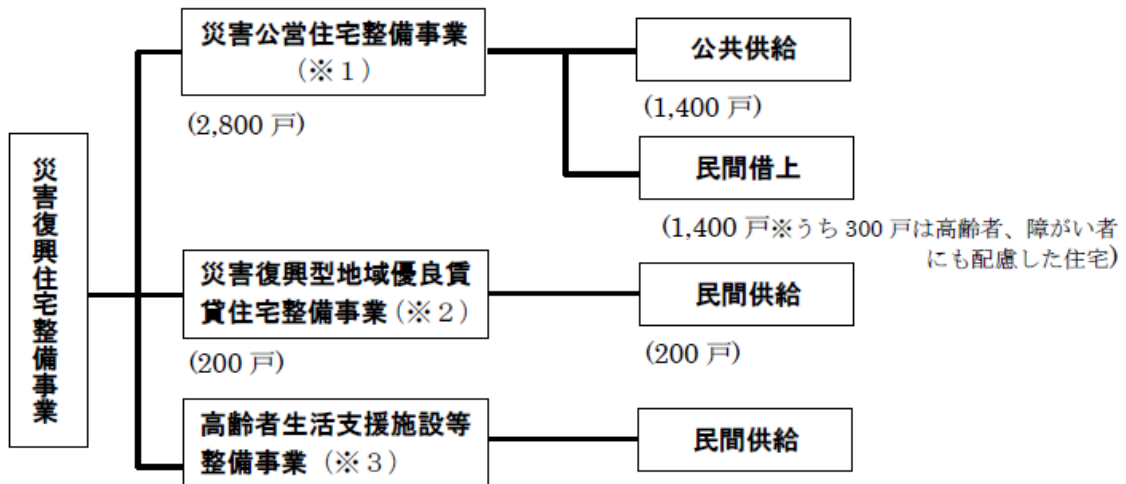 災害復興住宅整備事業
災害公営住宅整備事業
（※１）
(2,800 戸)
公共供給
(1,400 戸)
民間借上
(1,400 戸※うち 300 戸は高齢者、障がい者
にも配慮した住宅)
災害復興型地域優良賃
貸住宅整備事業（※２）
(200 戸)
民間供給
(200 戸)
高齢者生活支援施設等
整備事業（※３）
民間供給